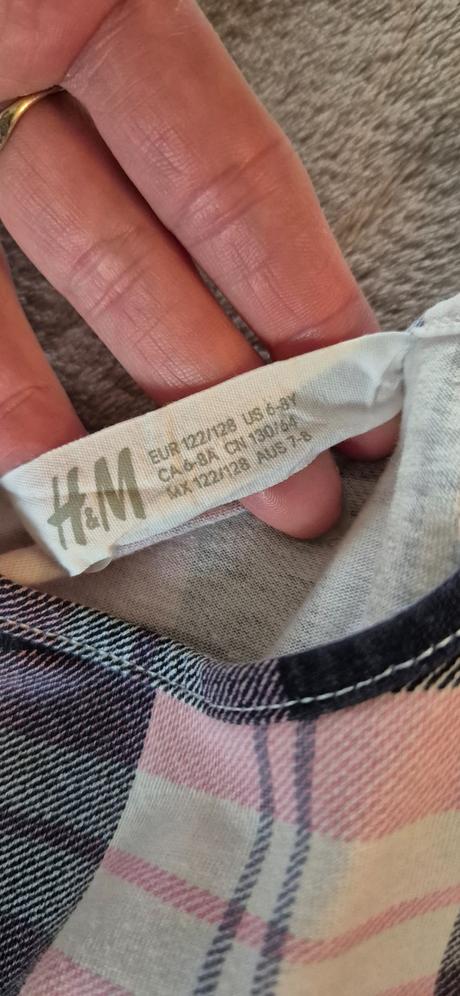 H&M
EUR 122/128 US 6-8Y
CA 6-8A CN 130/64
MX 122/128 AUS 7-8